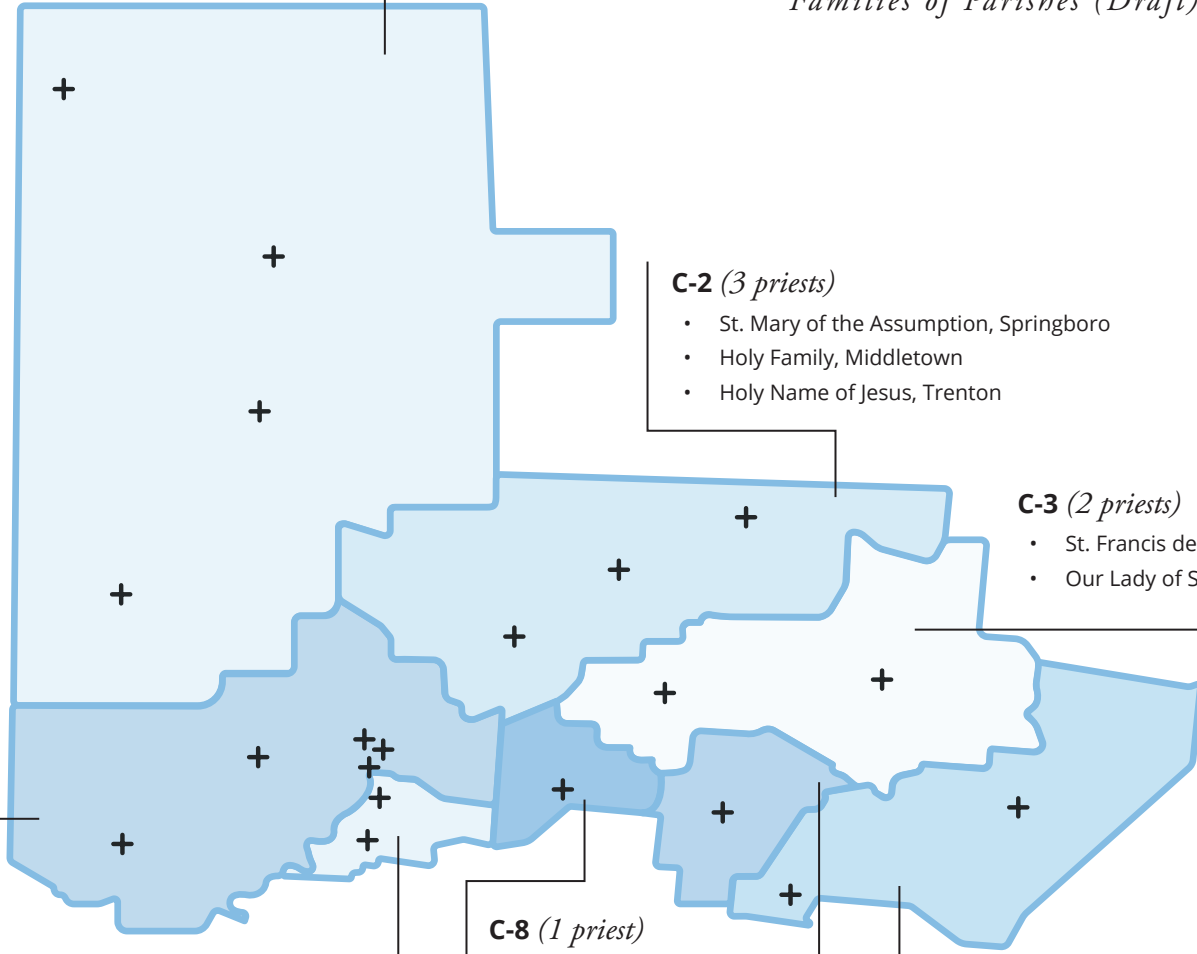 Families of Parishes (Draft)
C-2 (3 priests)
• St. Mary of the Assumption, Springboro
• Holy Family, Middletown
• Holy Name of Jesus, Trenton
C-3 (2 priests)
• St. Francis de
• Our Lady of S
C-8 (1 priest)